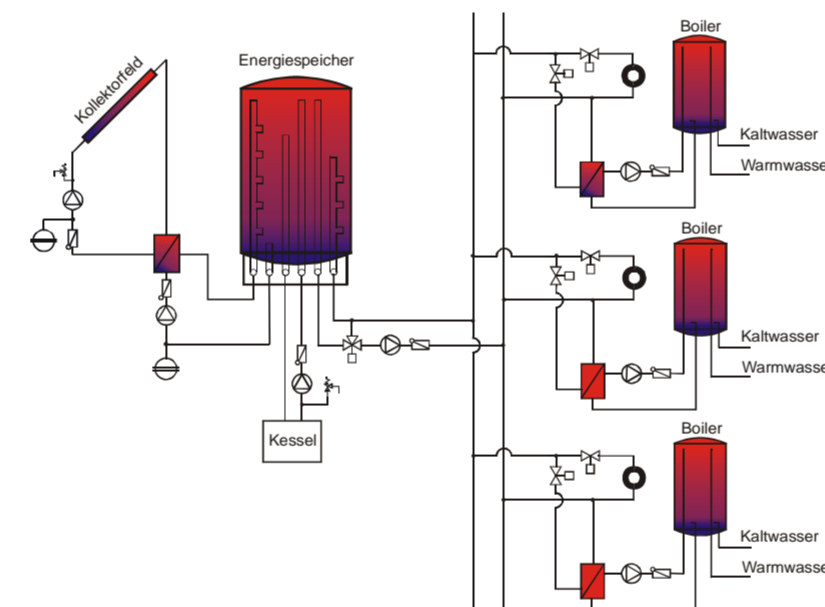 Boiler
Energiespeicher
Kollektorfeld
Kaltwasser
Warmwasse
Boiler
Kaltwasser
Warmwasse
Boiler
Kessel
Kaltwasser
Warmwasse